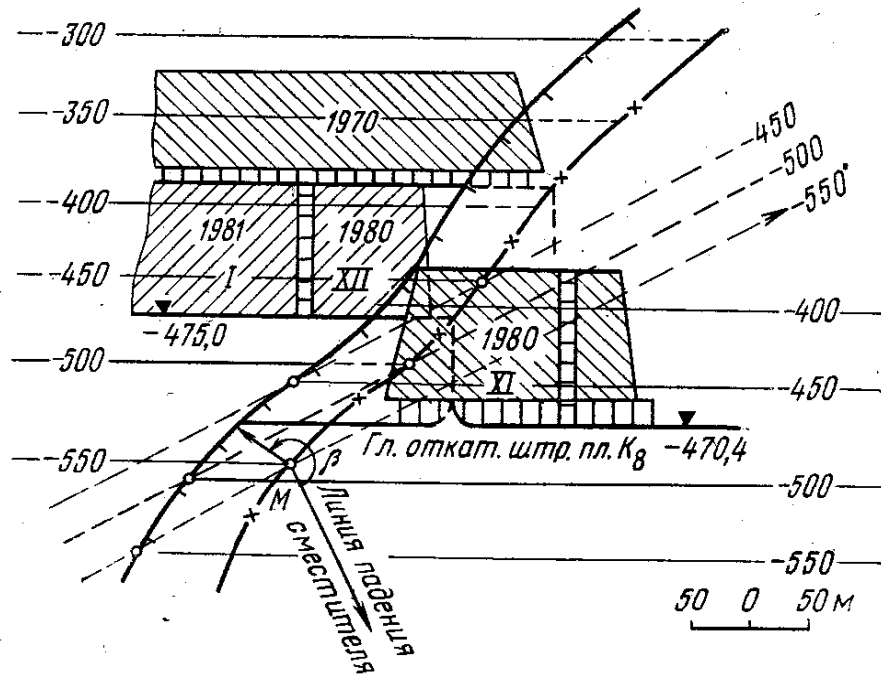 -300
-350
1970
-450
-500
-550°
-400
1981
1980
I
XII
-450
-400
-475,0
1980
XI
-500
-450
Гл. откат. штр. пл. К₈
-470,4
-550
β
М
-500
Линия падения
сместителя
-550
50 0 50 м